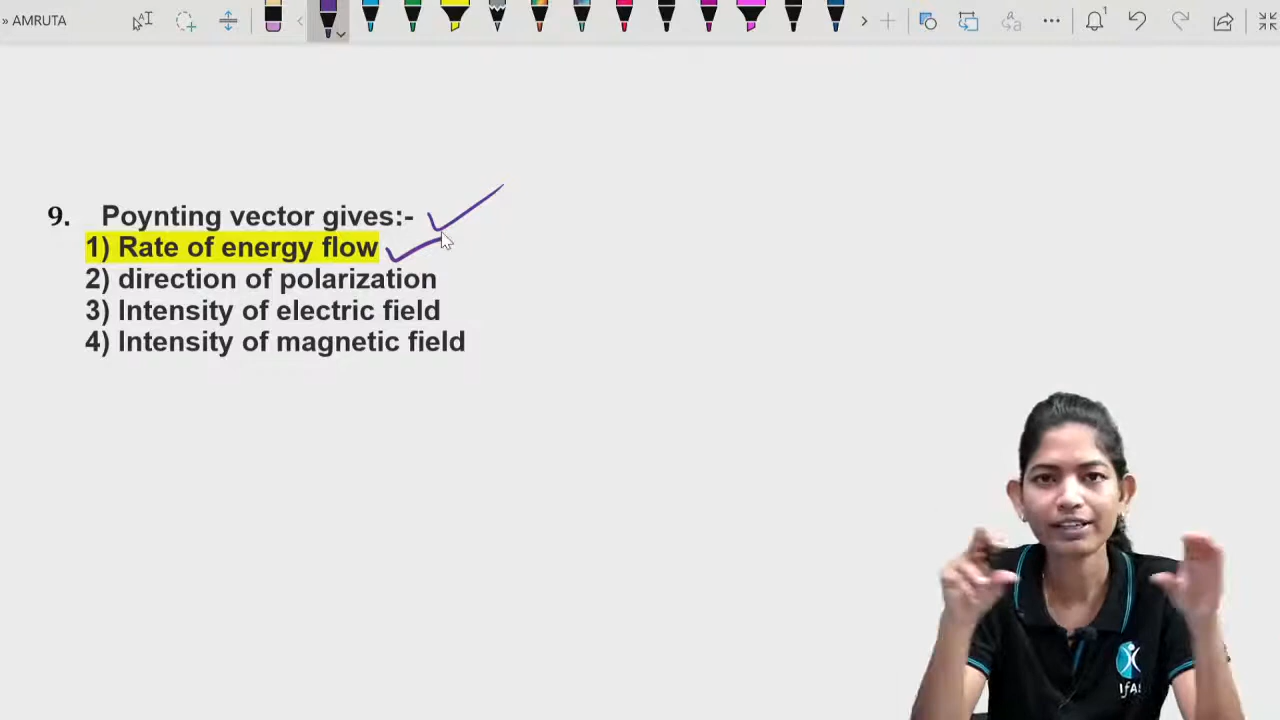 » AMRUTA
9. Poynting vector gives:-
1) Rate of energy flow
2) direction of polarization
3) Intensity of electric field
4) Intensity of magnetic field